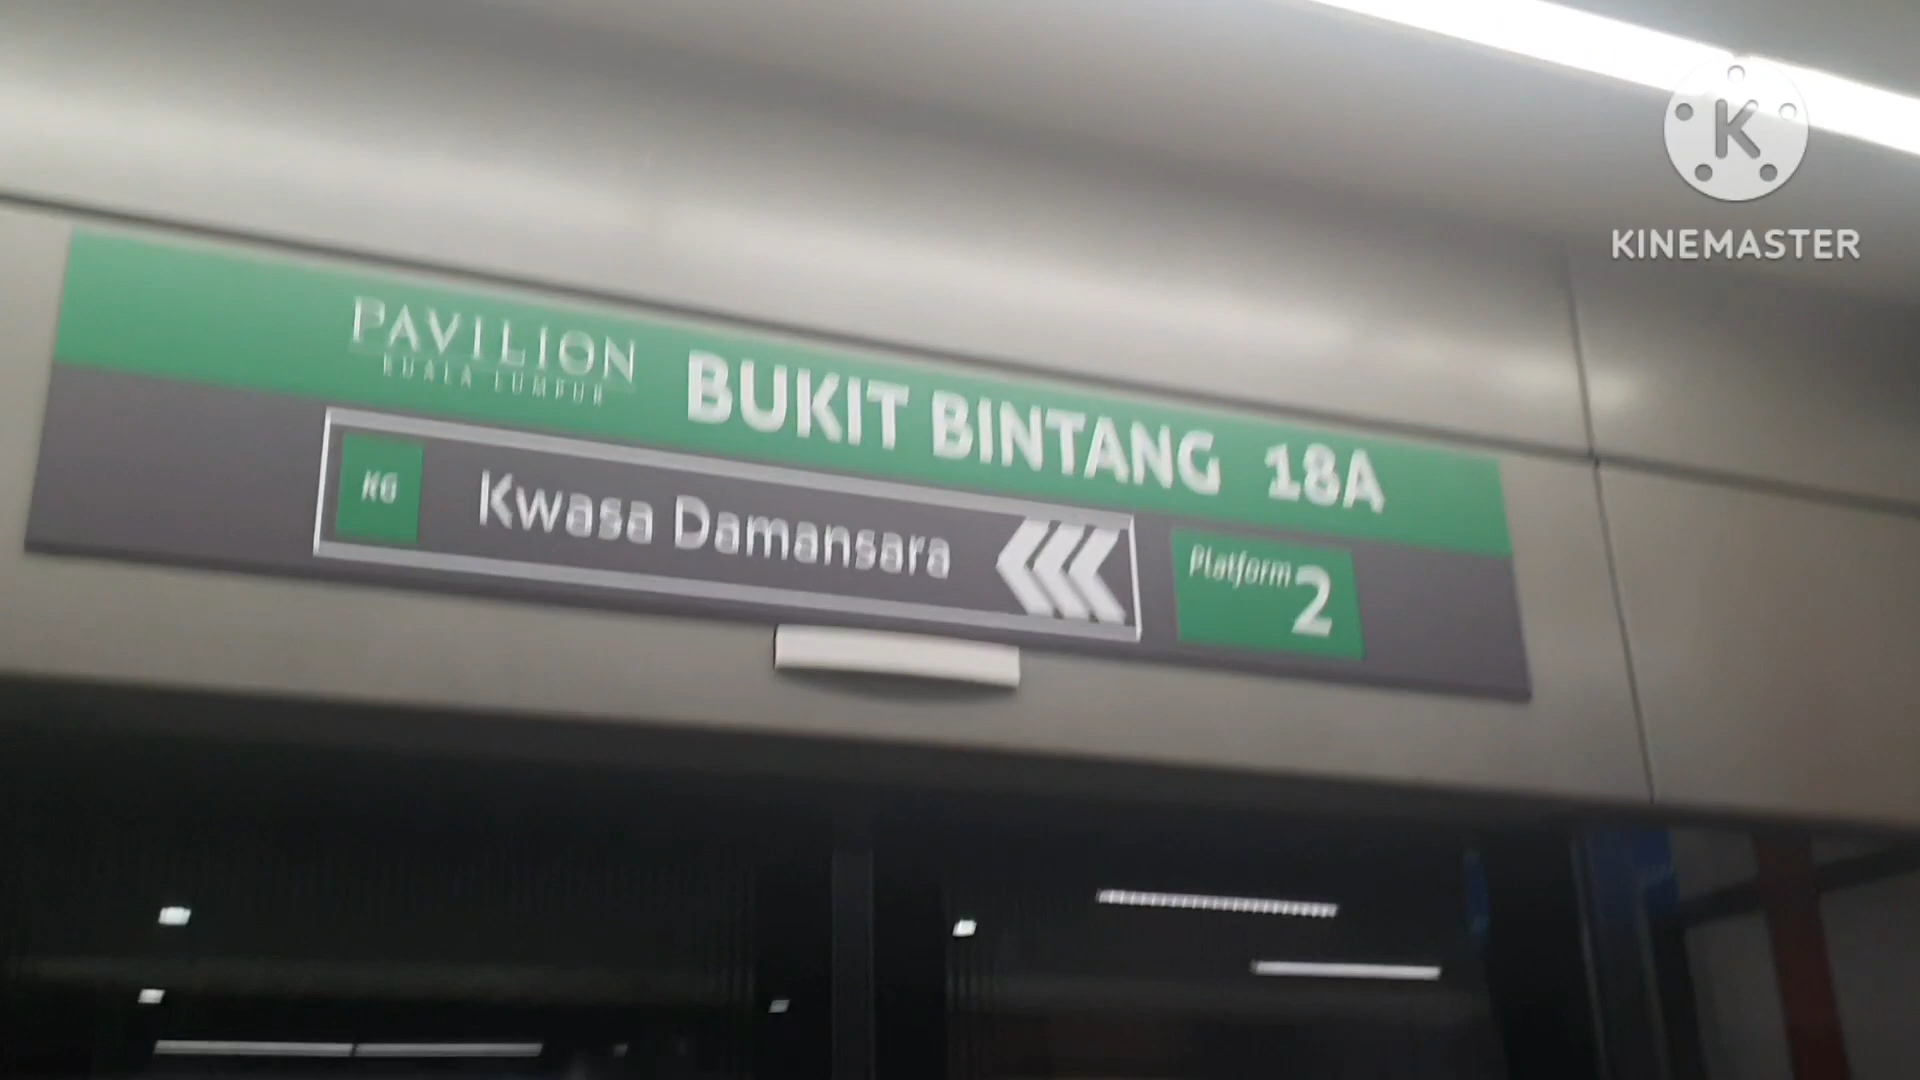 K
KINEMASTER
PAVILION
KUALA LUMPUR
BUKIT BINTANG 18A
KG Kwasa Damansara
Platform 2